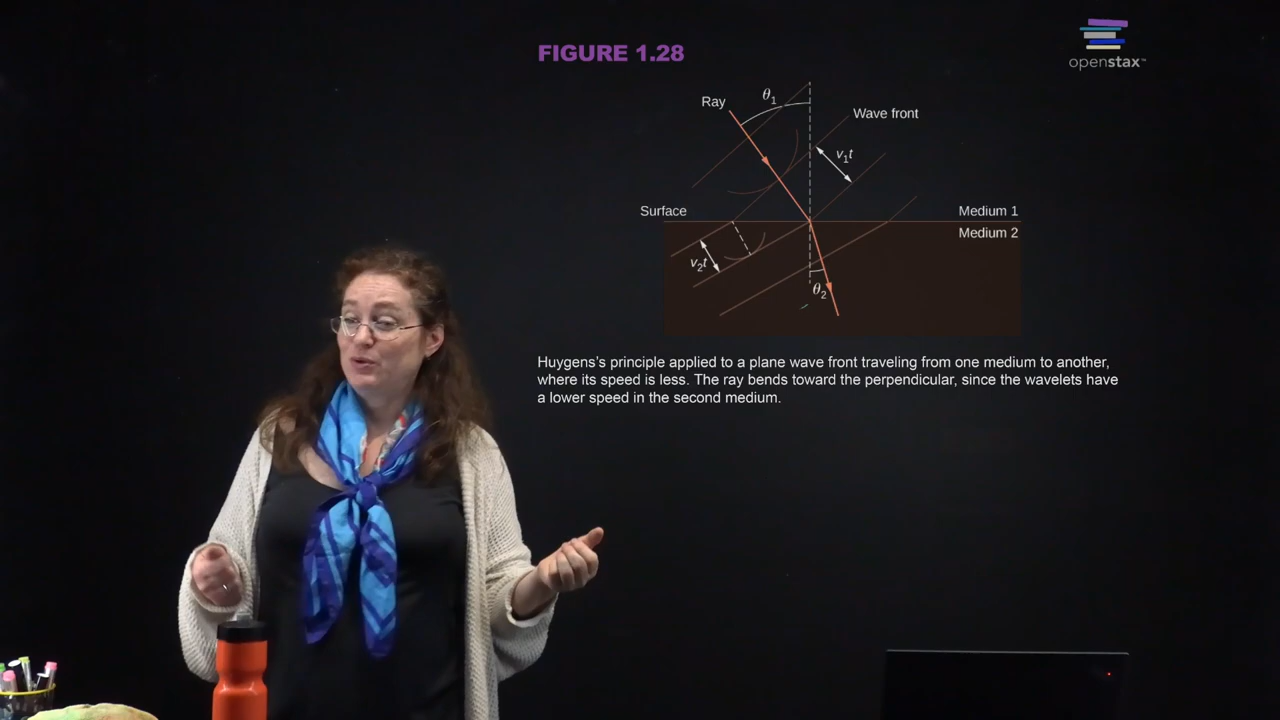 FIGURE 1.28
openstax™
Ray
θ1
Wave front
v1t
Surface
Medium 1
Medium 2
v2t
θ2
Huygens's principle applied to a plane wave front traveling from one medium to another,
where its speed is less. The ray bends toward the perpendicular, since the wavelets have
a lower speed in the second medium.